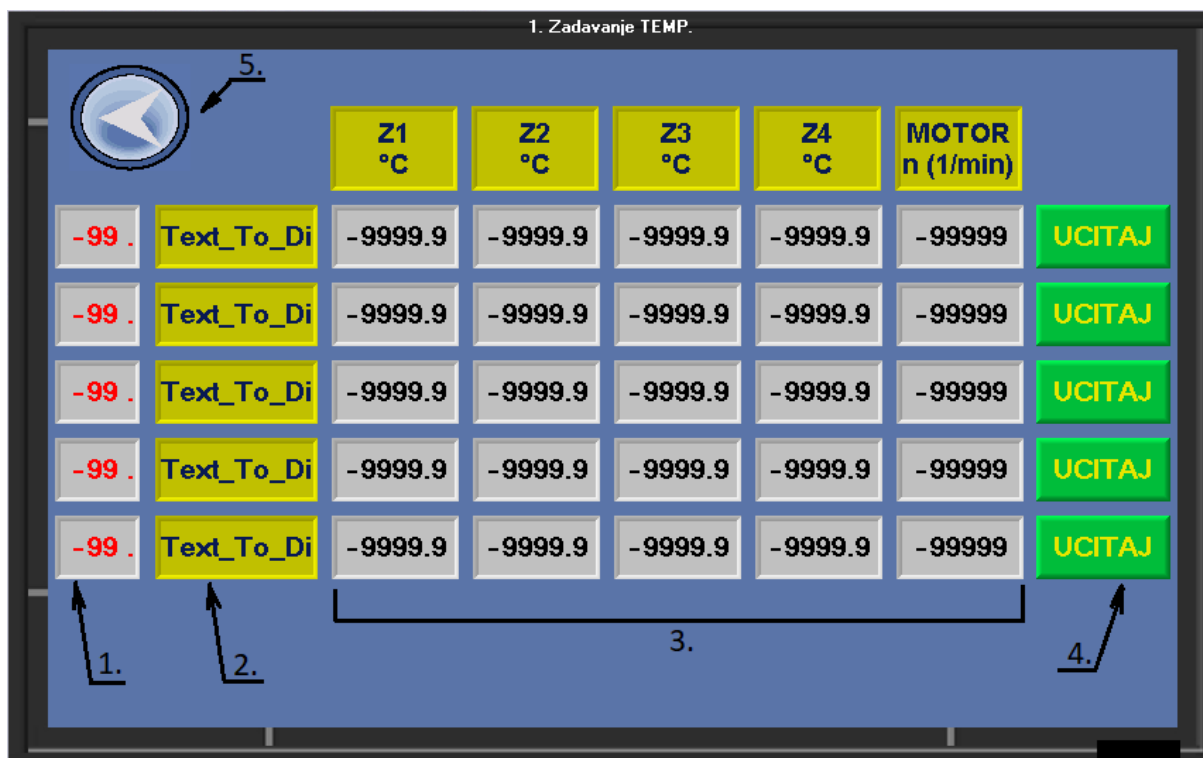 1. Zadavanje TEMP.
5.
Z1 °C Z2 °C Z3 °C Z4 °C MOTOR n (1/min)
-99 . Text_To_Di -9999.9 -9999.9 -9999.9 -9999.9 -99999 UCITAJ
-99 . Text_To_Di -9999.9 -9999.9 -9999.9 -9999.9 -99999 UCITAJ
-99 . Text_To_Di -9999.9 -9999.9 -9999.9 -9999.9 -99999 UCITAJ
-99 . Text_To_Di -9999.9 -9999.9 -9999.9 -9999.9 -99999 UCITAJ
-99 . Text_To_Di -9999.9 -9999.9 -9999.9 -9999.9 -99999 UCITAJ
1. 2. 3. 4.